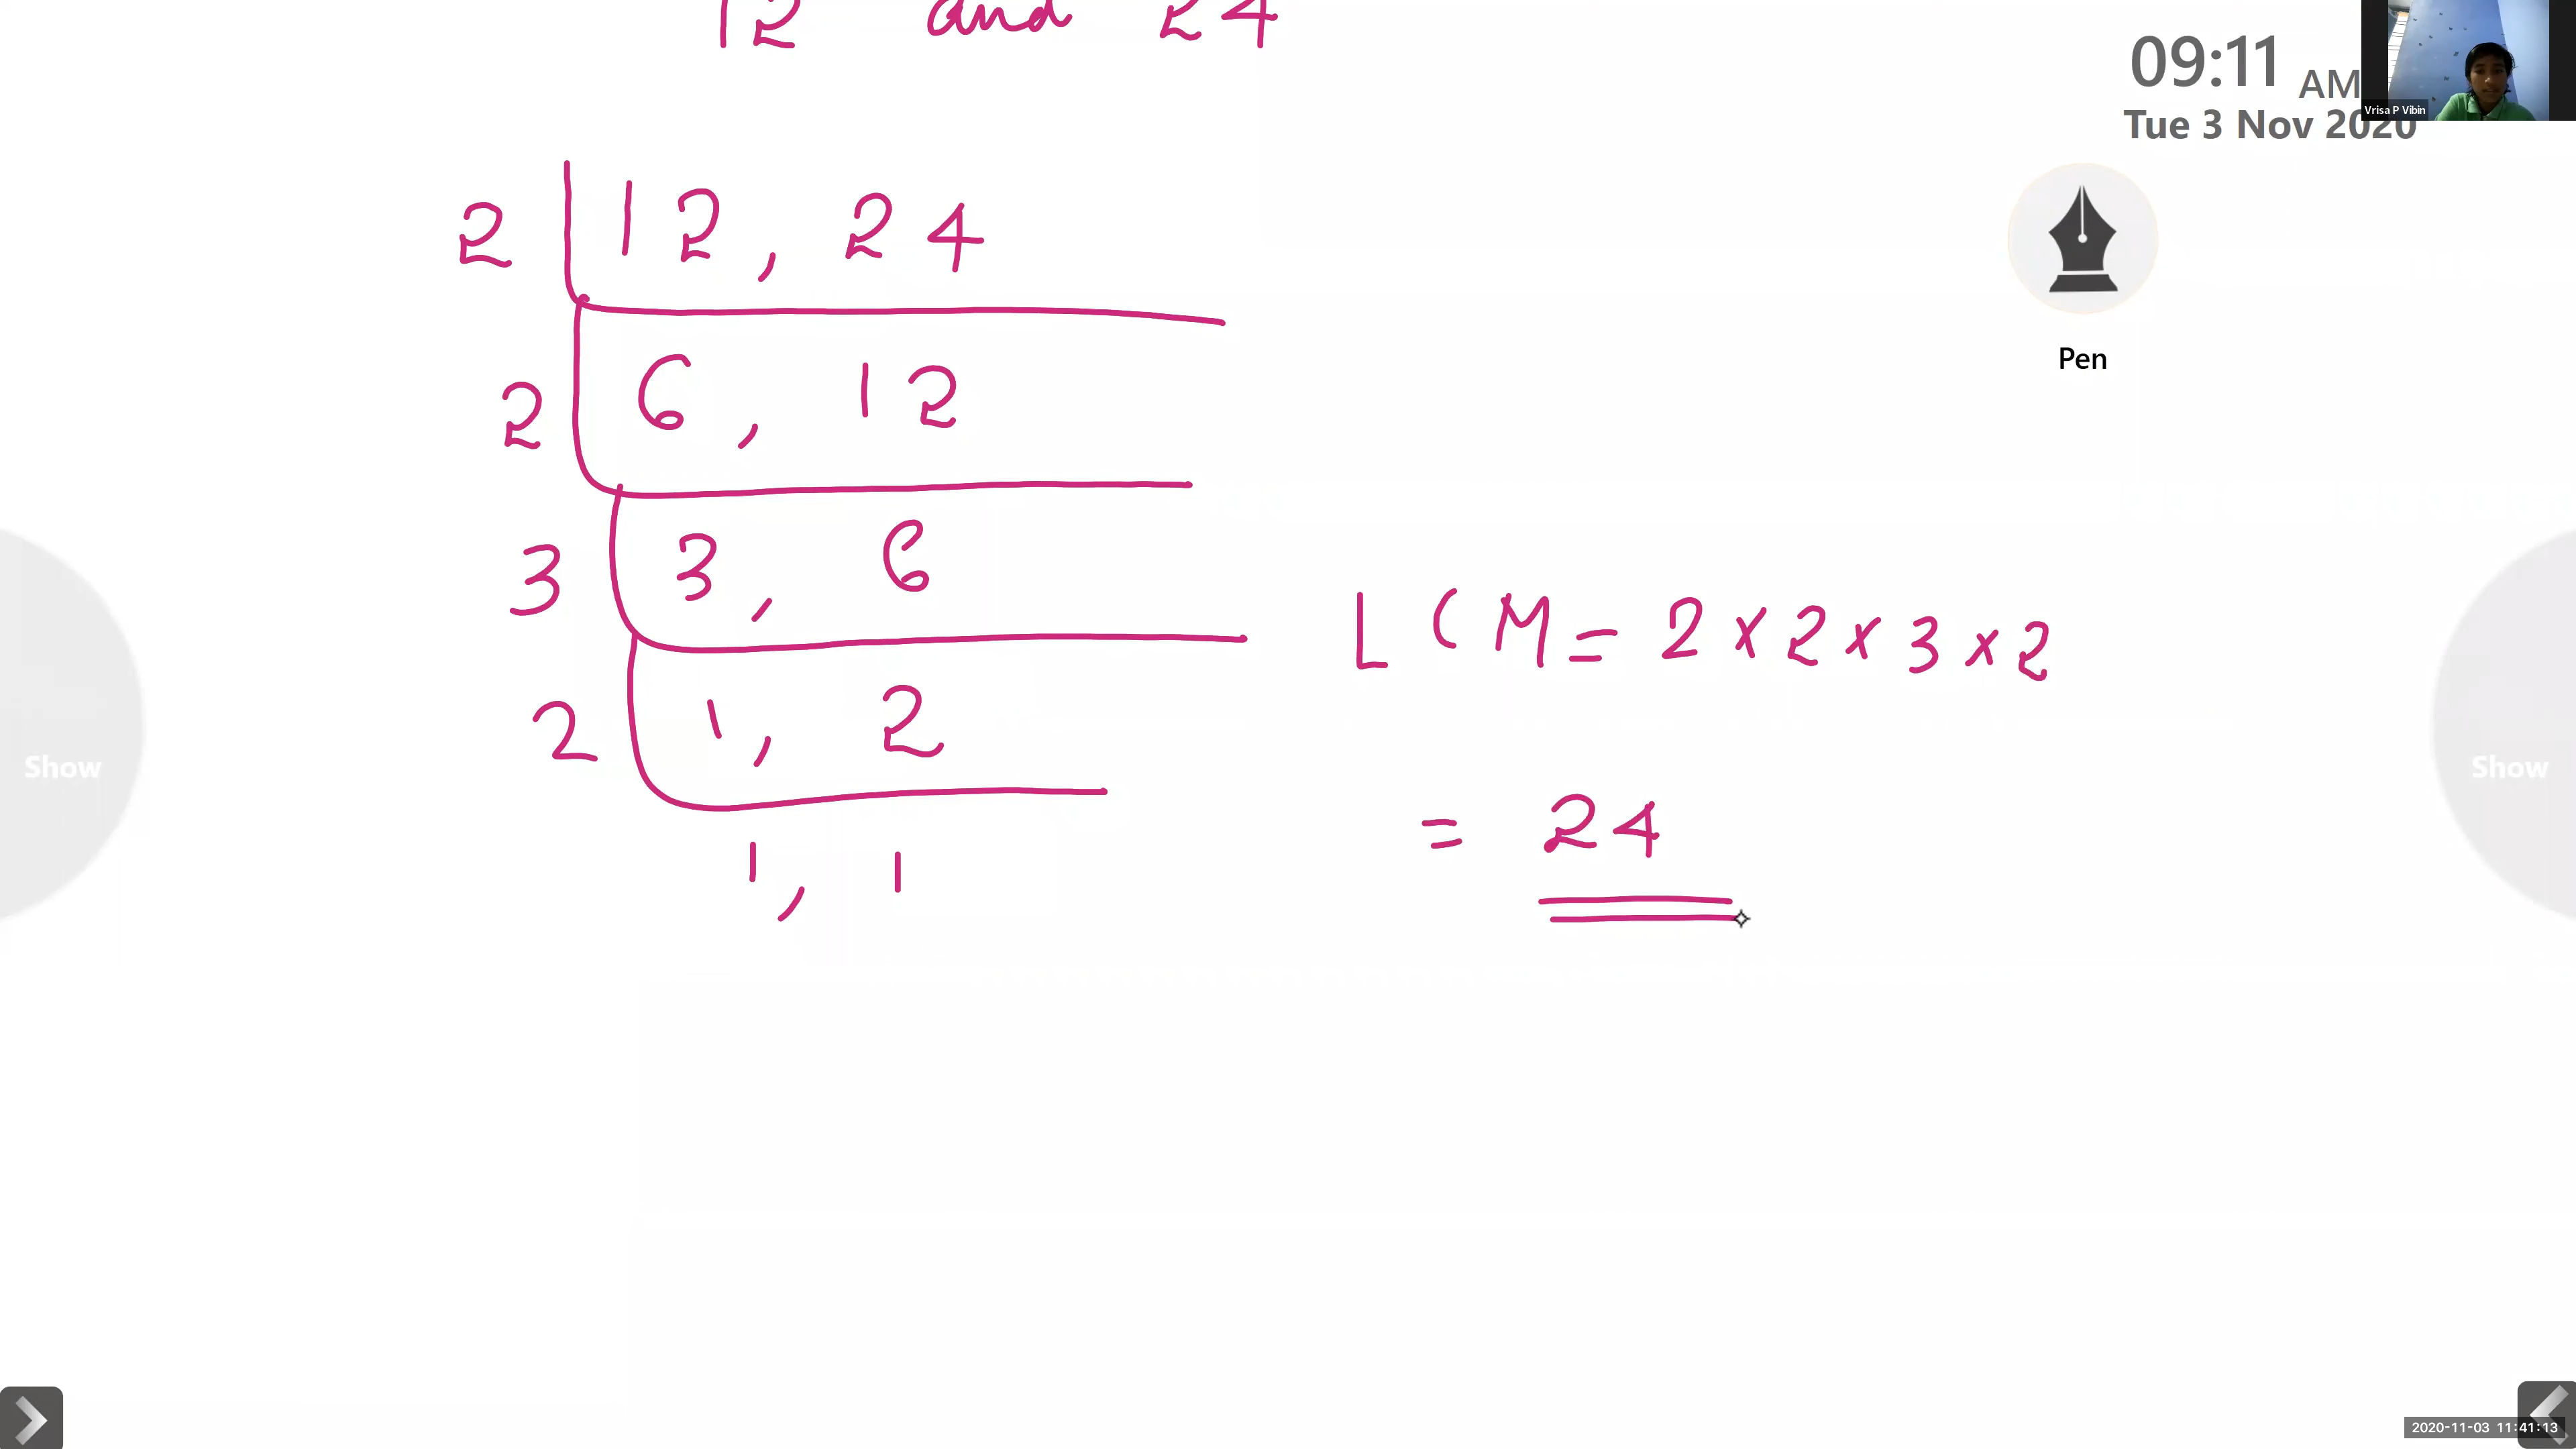 12 and 24
09:11 AM
Tue 3 Nov 2020
Vrisa P Vibin
Pen
2 | 12, 24
2 | 6, 12
3 | 3, 6
2 | 1, 2
1, 1
LCM = 2 x 2 x 3 x 2
= 24
Show
Show
2020-11-03 11:41:13